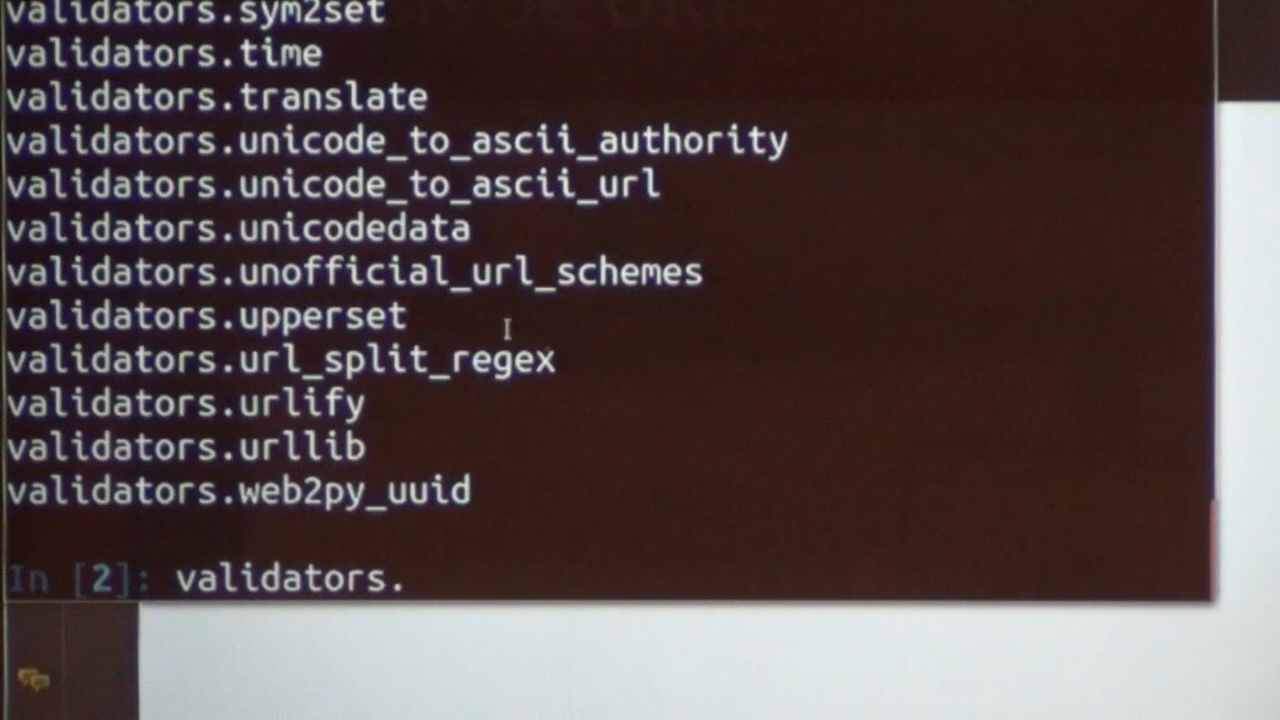 validators.sym2set
validators.time
validators.translate
validators.unicode_to_ascii_authority
validators.unicode_to_ascii_url
validators.unicodedata
validators.unofficial_url_schemes
validators.upperset
validators.url_split_regex
validators.urlify
validators.urllib
validators.web2py_uuid
In [2]: validators.